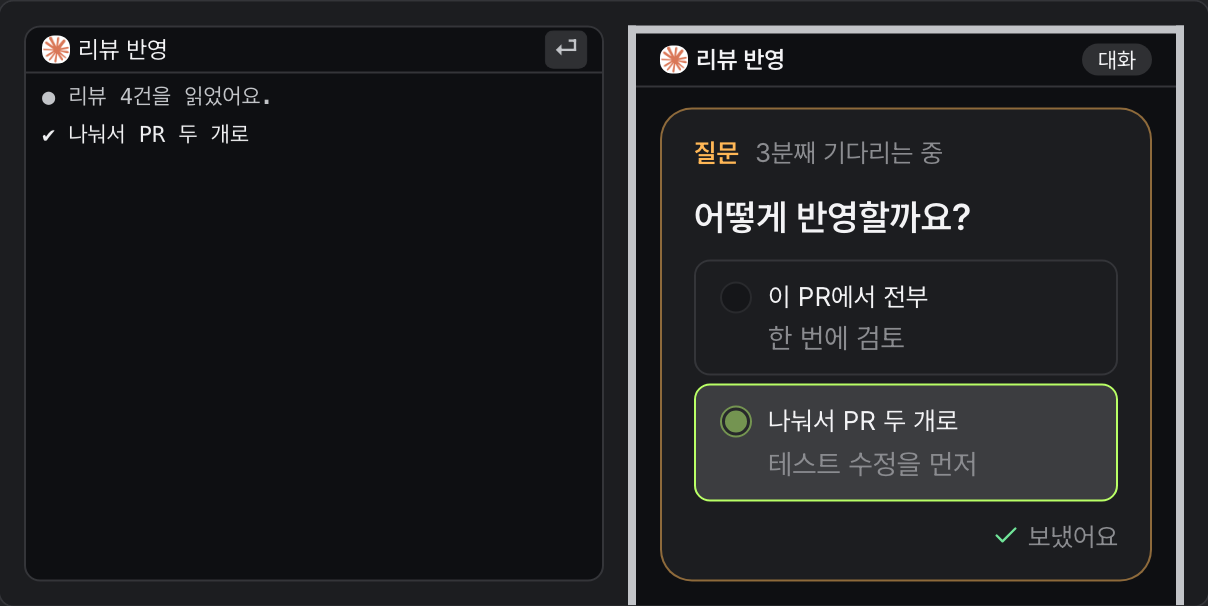 리뷰 반영
● 리뷰 4건을 읽었어요.
✔ 나눠서 PR 두 개로
리뷰 반영
대화
질문 3분째 기다리는 중
어떻게 반영할까요?
이 PR에서 전부
한 번에 검토
나눠서 PR 두 개로
테스트 수정을 먼저
✓ 보냈어요